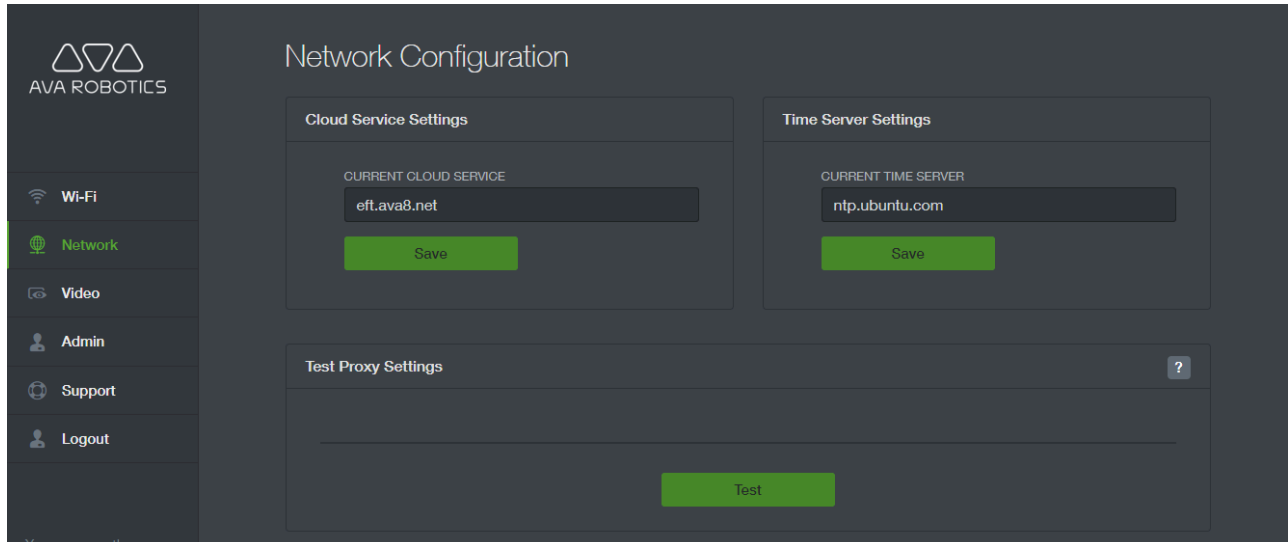 AVA ROBOTICS
Wi-Fi
Network
Video
Admin
Support
Logout
Network Configuration
Cloud Service Settings
CURRENT CLOUD SERVICE
eft.ava8.net
Save
Time Server Settings
CURRENT TIME SERVER
ntp.ubuntu.com
Save
Test Proxy Settings
?
Test